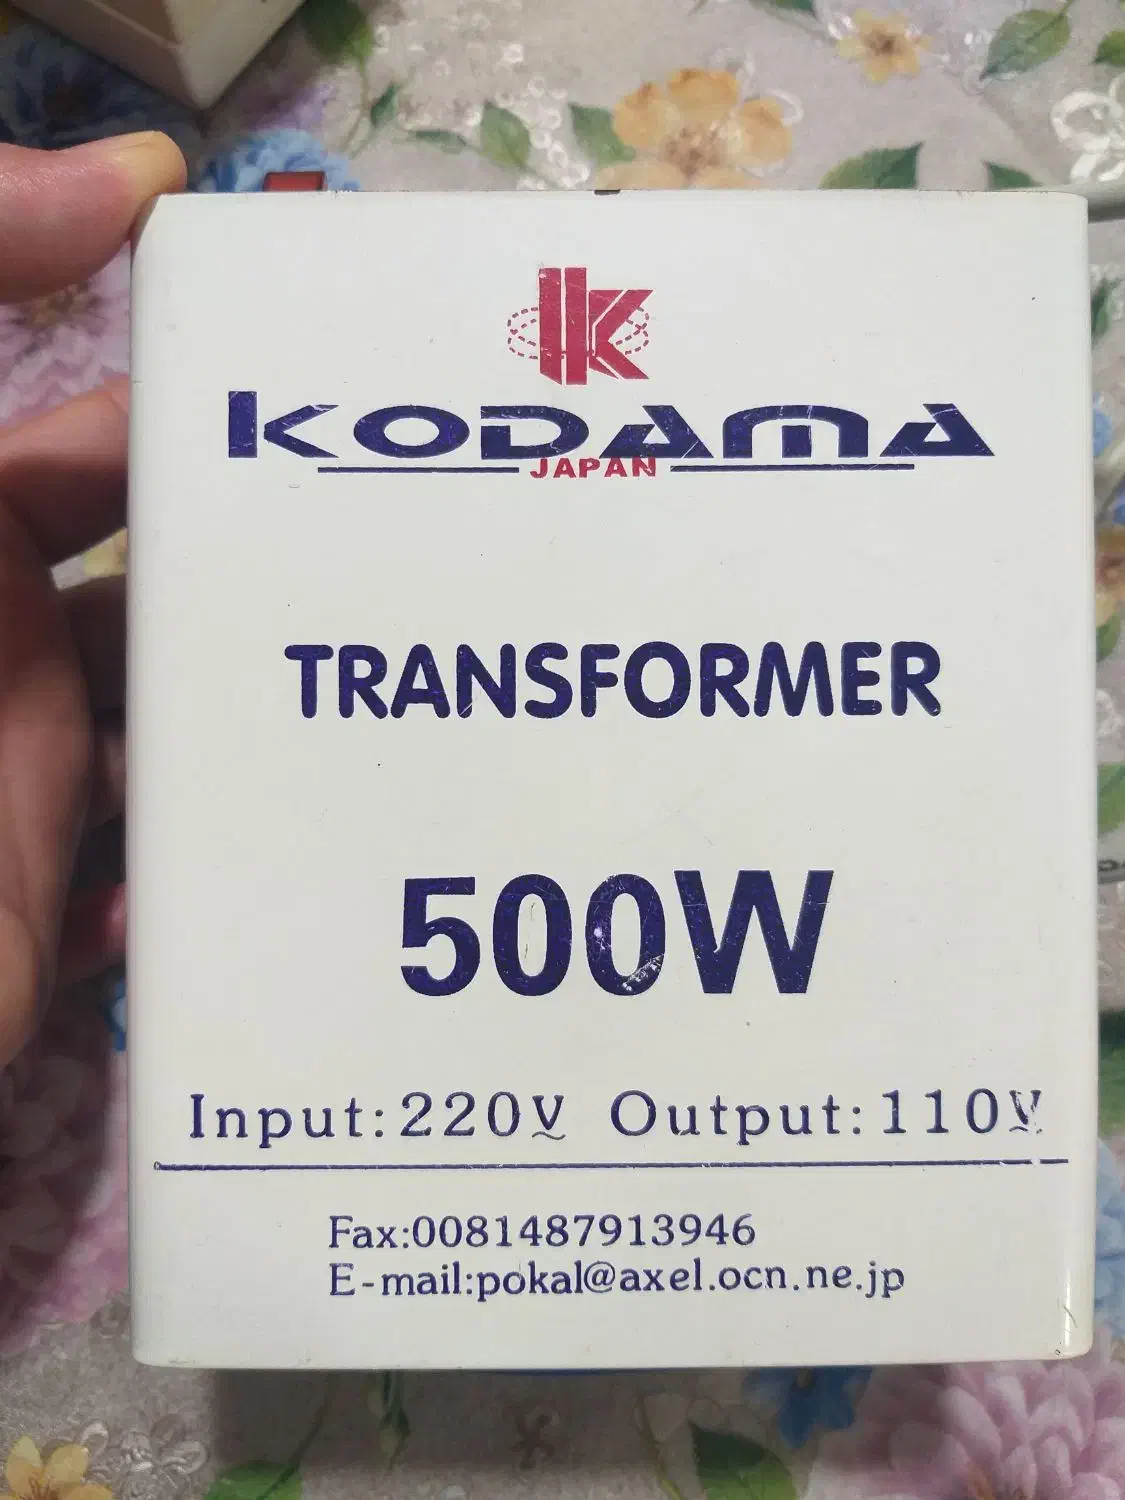 KODAMA
JAPAN
TRANSFORMER
500W
Input:220V Output:110V
Fax:0081487913946
E-mail:pokal@axel.ocn.ne.jp